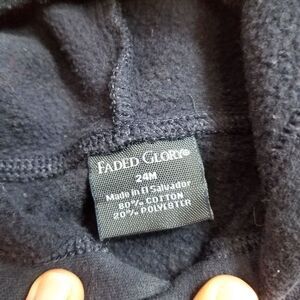 FADED GLORY®
24M
Made in El Salvador
80% COTTON
20% POLYESTER